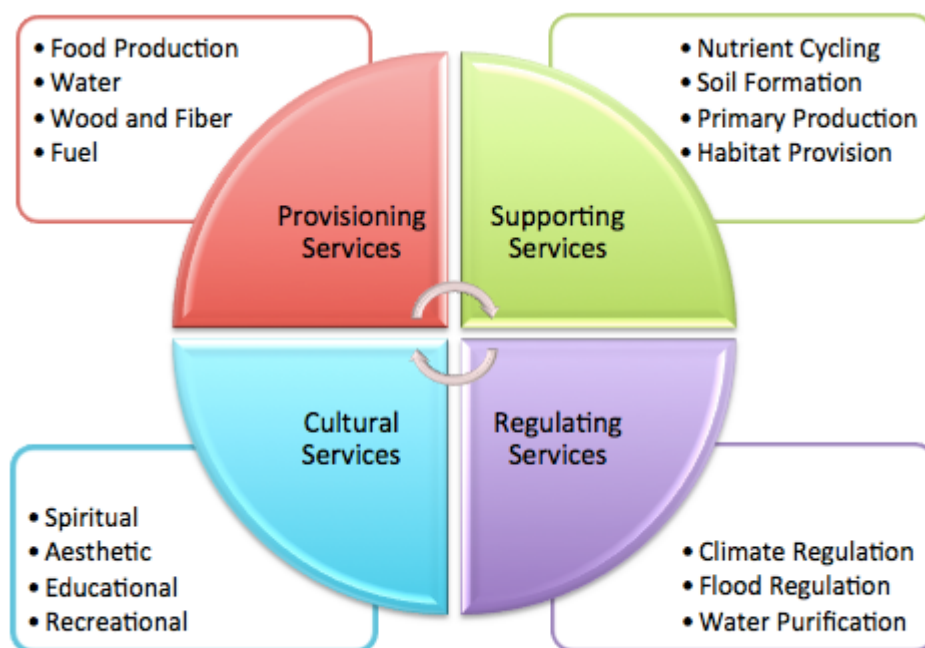 • Food Production
• Water
• Wood and Fiber
• Fuel
• Nutrient Cycling
• Soil Formation
• Primary Production
• Habitat Provision
Provisioning
Services
Supporting
Services
Cultural
Services
Regulating
Services
• Spiritual
• Aesthetic
• Educational
• Recreational
• Climate Regulation
• Flood Regulation
• Water Purification